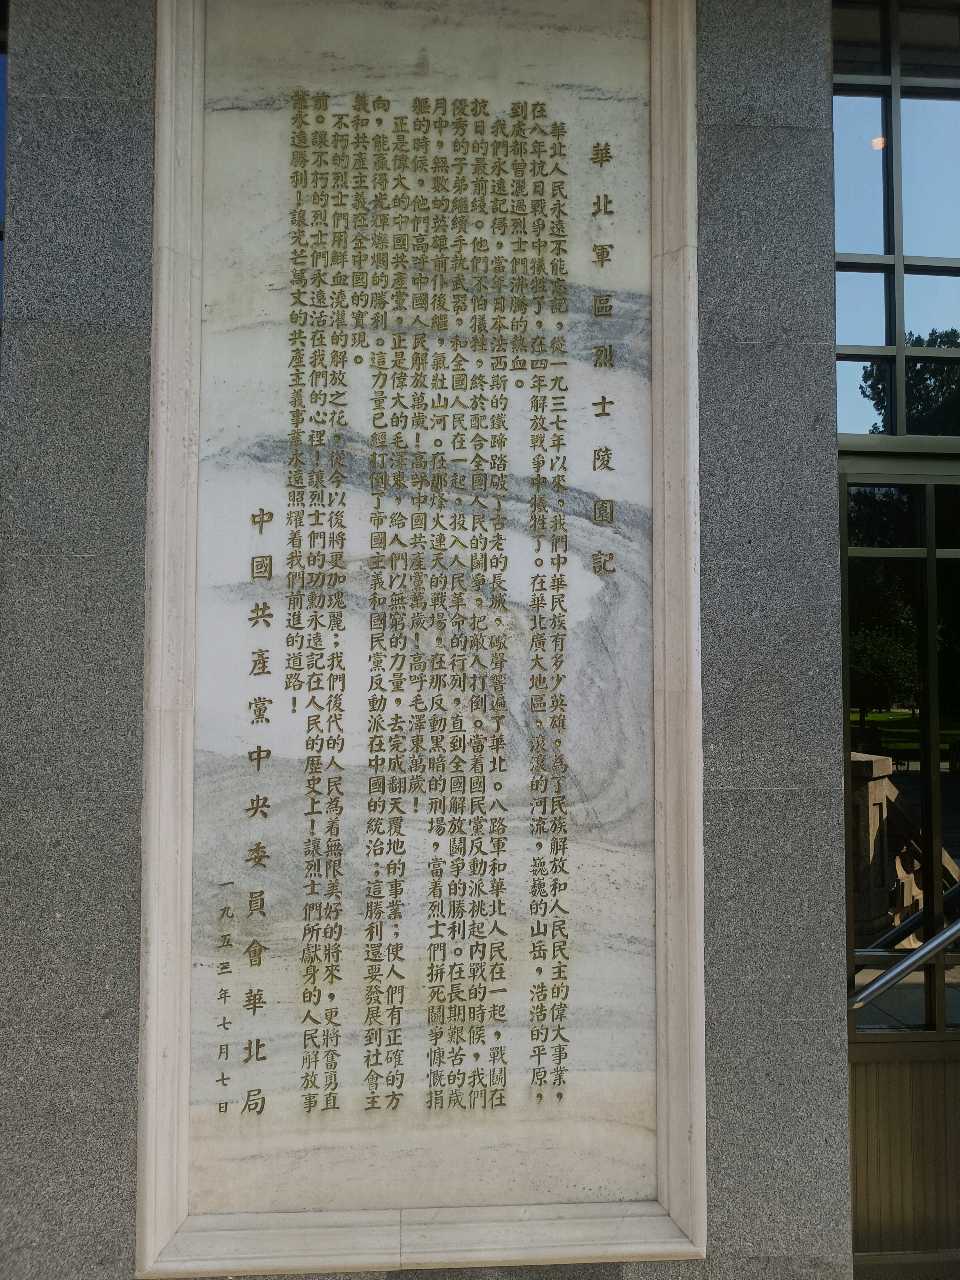 華北軍區烈士陵園記
華北人民永遠不能忘記，從一九三七年以來，我們中華民族有多少英雄，為了民族解放和人民民主的偉大事業，
在八年抗日戰爭中犧牲了，在四年解放戰爭中犧牲了。在華北廣大地區，滾滾的河流，巍巍的山岳，浩浩的平原，
到處都曾灑過烈士們沸騰的熱血。
我們永遠記得，當年日本法西斯的鐵蹄踏破了古老的長城，礮聲響遍了華北。八路軍和華北人民在一起，戰鬪在
抗日的最前綫。他們不怕犧牲，終於配合全國人民的鬪爭，把敵人打倒。當着國民黨反動派挑起內戰的時候，我們
優秀的子弟繼續手執武器，和全國人民在一起，投入人民革命的行列，直到全國解放鬪爭的勝利。在長期艱苦的歲
月中，無數的英雄前仆後繼，氣壯山河。在那烽火連天的戰場，在那反動黑暗的刑場，當着烈士們拼死鬪爭慷慨捐
軀的時候，他們高呼中國人民解放萬歲！高呼中國共產黨萬歲！高呼毛澤東萬歲！
正是偉大的中國共產黨，正是偉大的毛澤東，給人們以無窮的力量，去完成翻天覆地的事業；使人們有正確的方
向，能贏得光輝燦爛的勝利。這力量已經打倒了帝國主義和國民黨反動派在中國的統治；這勝利還要發展到社會主
義和共產主義在全中國的實現。
不朽的烈士們用鮮血澆灌的解放之花，從今以後將更加瑰麗；我們後代的人民為着無限美好的將來，更將奮勇直
前。讓不朽的烈士們永遠活在我們的心裡！讓烈士們的功勳永遠記在人民的歷史上！讓烈士們所獻身的人民解放事
業永遠勝利！讓光芒萬丈的共產主義事業永遠照耀着我們前進的道路！
中國共產黨中央委員會華北局
一九五三年七月七日